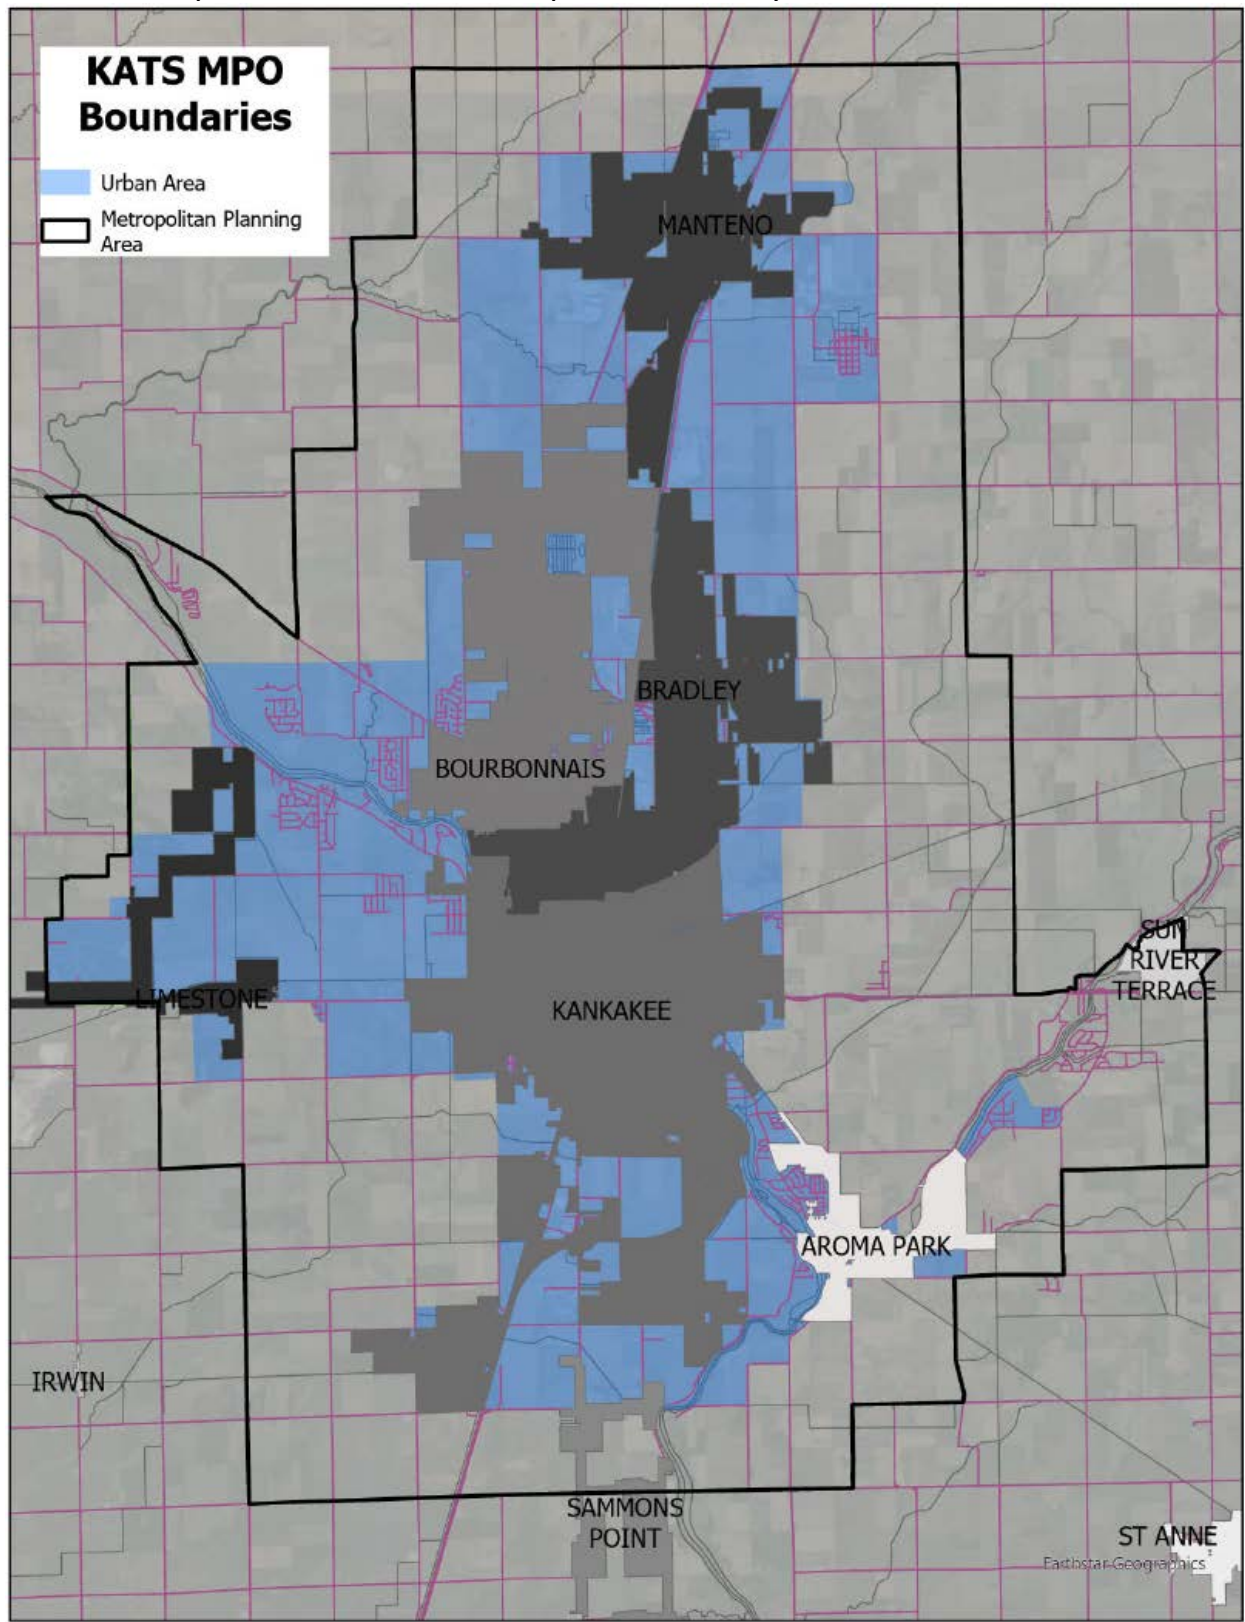 KATS MPO
Boundaries
Urban Area
Metropolitan Planning
Area
MANTENO
BRADLEY
BOURBONNAIS
SUN
RIVER
TERRACE
LIMESTONE
KANKAKEE
AROMA PARK
IRWIN
SAMMONS
POINT
ST ANNE
Earthstar Geographics